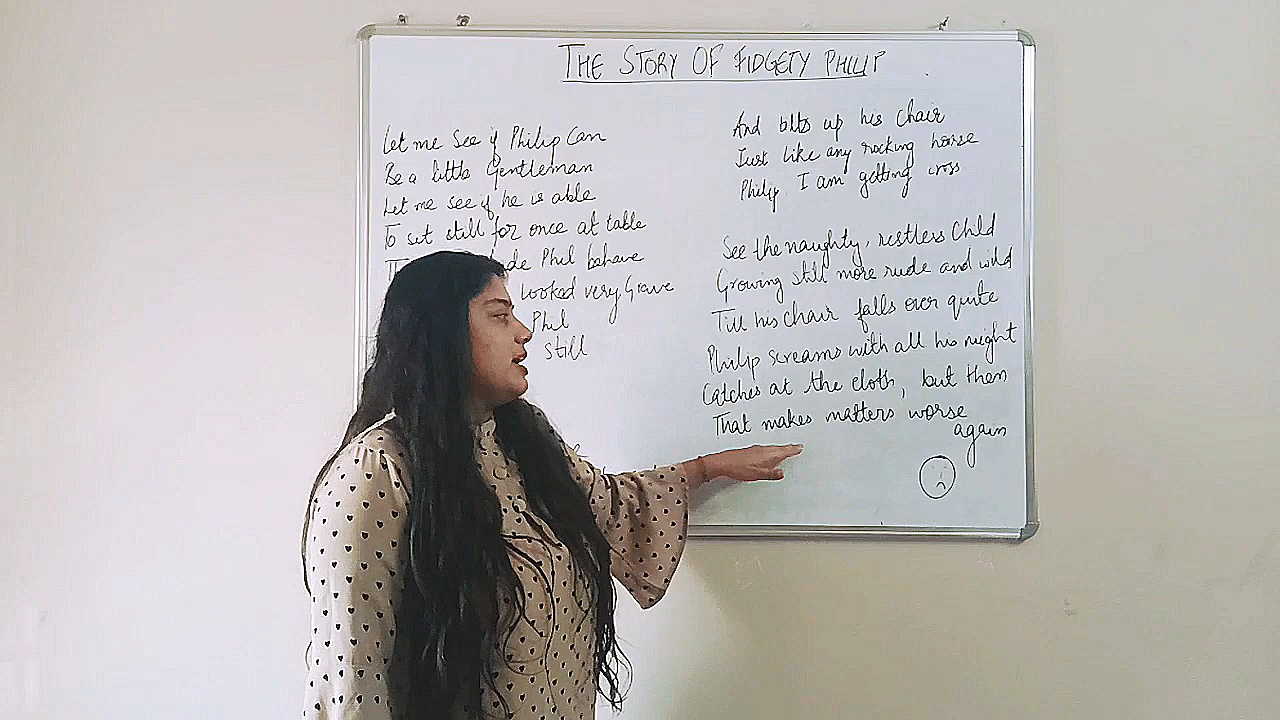 THE STORY OF FIDGETY PHILIP
Let me see if Philip Can
Be a little Gentleman
Let me see if he is able
To sit still for once at table
Phil behave
looked very Grave
Phil
still
And tilts up his chair
Just like any rocking horse
Philip, I am getting cross
See the naughty, restless Child
Growing still more rude and wild
Till his chair falls over quite
Philip screams with all his might
Catches at the cloth, but then
That makes matters worse
again